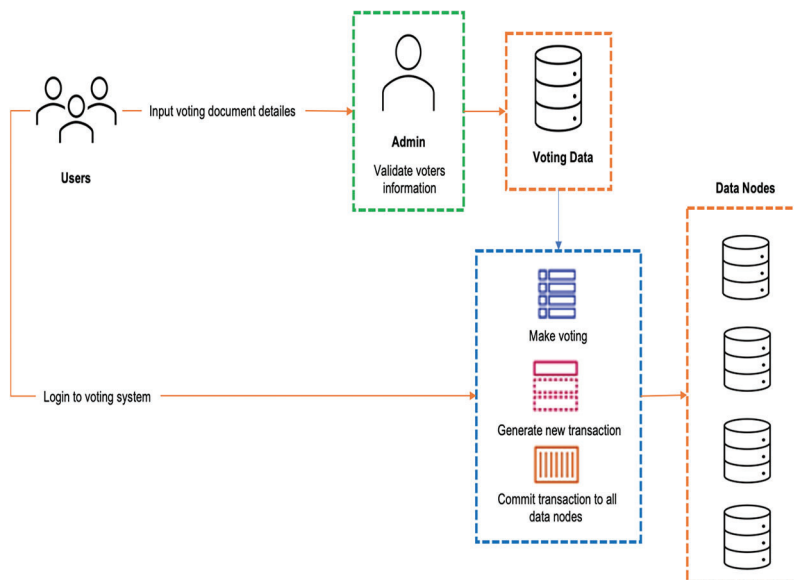 Input voting document detailes
Users
Admin
Validate voters
information
Voting Data
Data Nodes
Make voting
Login to voting system
Generate new transaction
Commit transaction to all
data nodes